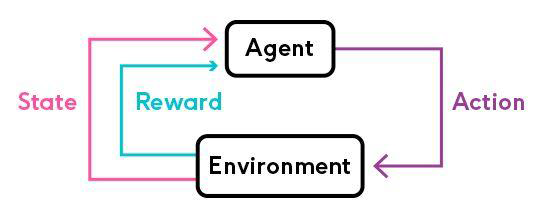 Agent
State
Reward
Action
Environment